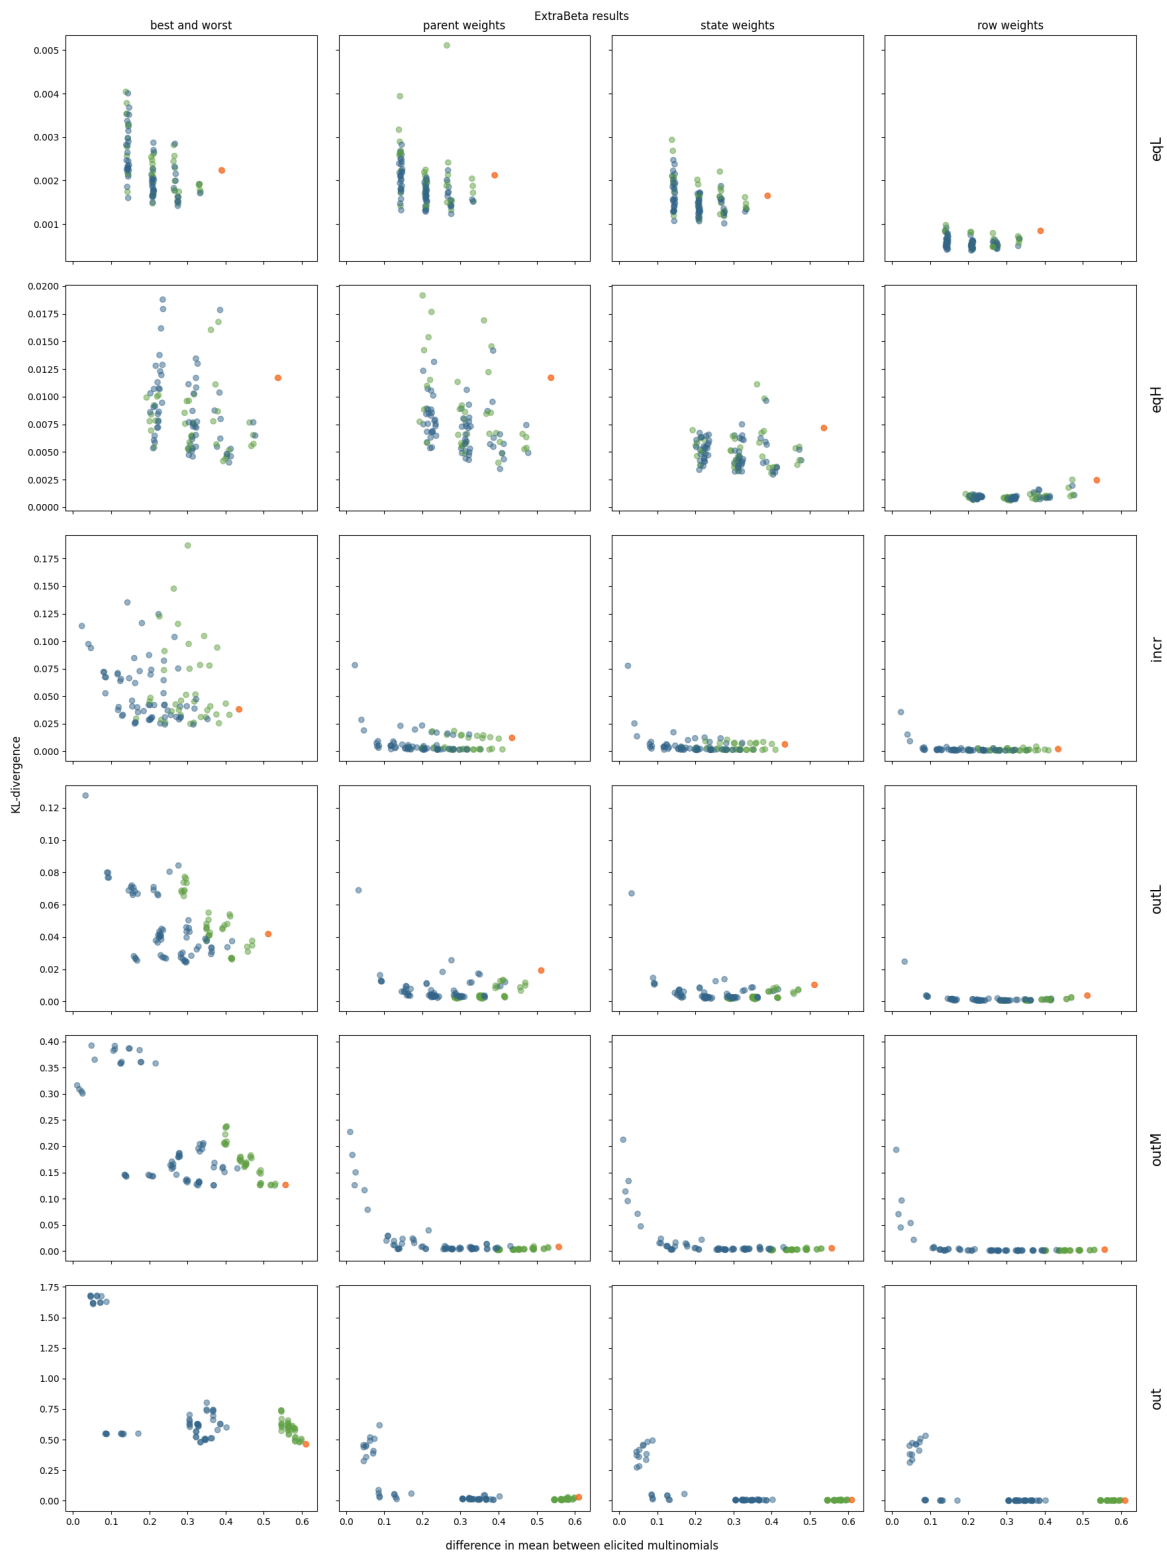 ExtraBeta results
best and worst
parent weights
state weights
row weights
0.005
0.004
0.003
0.002
0.001
eqL
0.0200
0.0175
0.0150
0.0125
0.0100
0.0075
0.0050
0.0025
0.0000
eqH
0.175
0.150
0.125
0.100
0.075
0.050
0.025
0.000
incr
KL-divergence
0.12
0.10
0.08
0.06
0.04
0.02
0.00
outL
0.40
0.35
0.30
0.25
0.20
0.15
0.10
0.05
0.00
outM
1.75
1.50
1.25
1.00
0.75
0.50
0.25
0.00
out
0.0 0.1 0.2 0.3 0.4 0.5 0.6
0.0 0.1 0.2 0.3 0.4 0.5 0.6
0.0 0.1 0.2 0.3 0.4 0.5 0.6
0.0 0.1 0.2 0.3 0.4 0.5 0.6
difference in mean between elicited multinomials